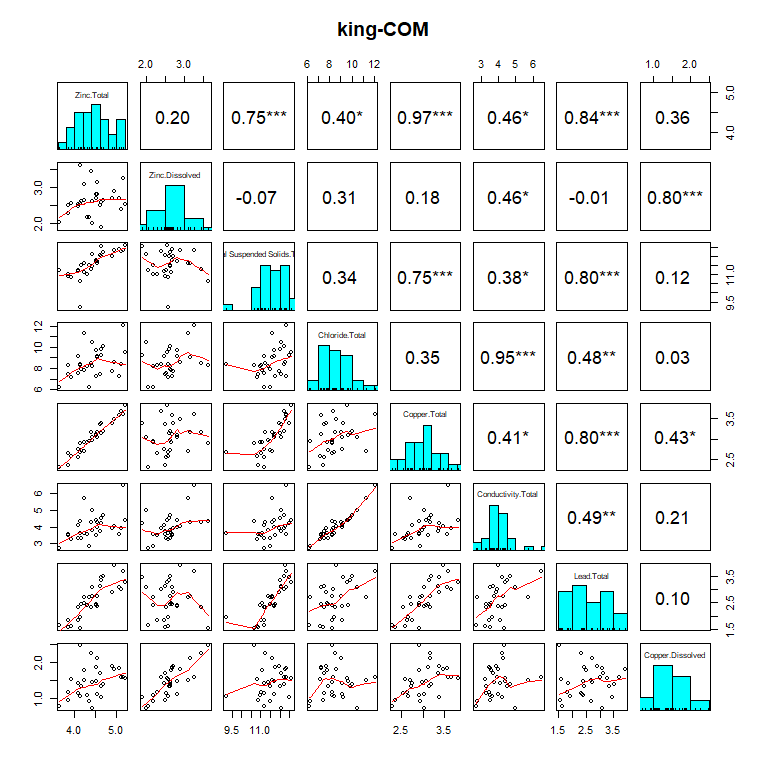 king-COM
2.0 3.0
6 8 10 12
3 4 5 6
1.0 2.0
Zinc.Total
0.20
0.75***
0.40*
0.97***
0.46*
0.84***
0.36
4.0 5.0
2.0 3.0
Zinc.Dissolved
-0.07
0.31
0.18
0.46*
-0.01
0.80***
l Suspended Solids.T
0.34
0.75***
0.38*
0.80***
0.12
9.5 11.0
6 8 10 12
Chloride.Total
0.35
0.95***
0.48**
0.03
Copper.Total
0.41*
0.80***
0.43*
2.5 3.5
3 4 5 6
Conductivity.Total
0.49**
0.21
Lead.Total
0.10
1.5 2.5 3.5
1.0 2.0
Copper.Dissolved
4.0 5.0
9.5 11.0
2.5 3.5
1.5 2.5 3.5